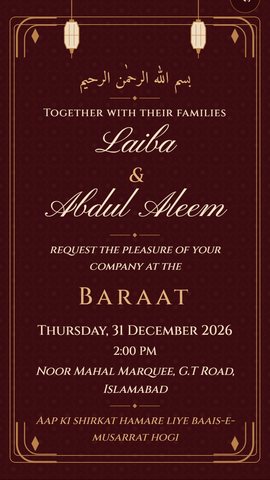 بسم الله الرحمٰن الرحيم
Together with their families
Laiba
&
Abdul Aleem
request the pleasure of your
company at the
Baraat
Thursday, 31 December 2026
2:00 PM
Noor Mahal Marquee, G.T Road,
Islamabad
Aap ki shirkat hamare liye baais-e-
musarrat hogi